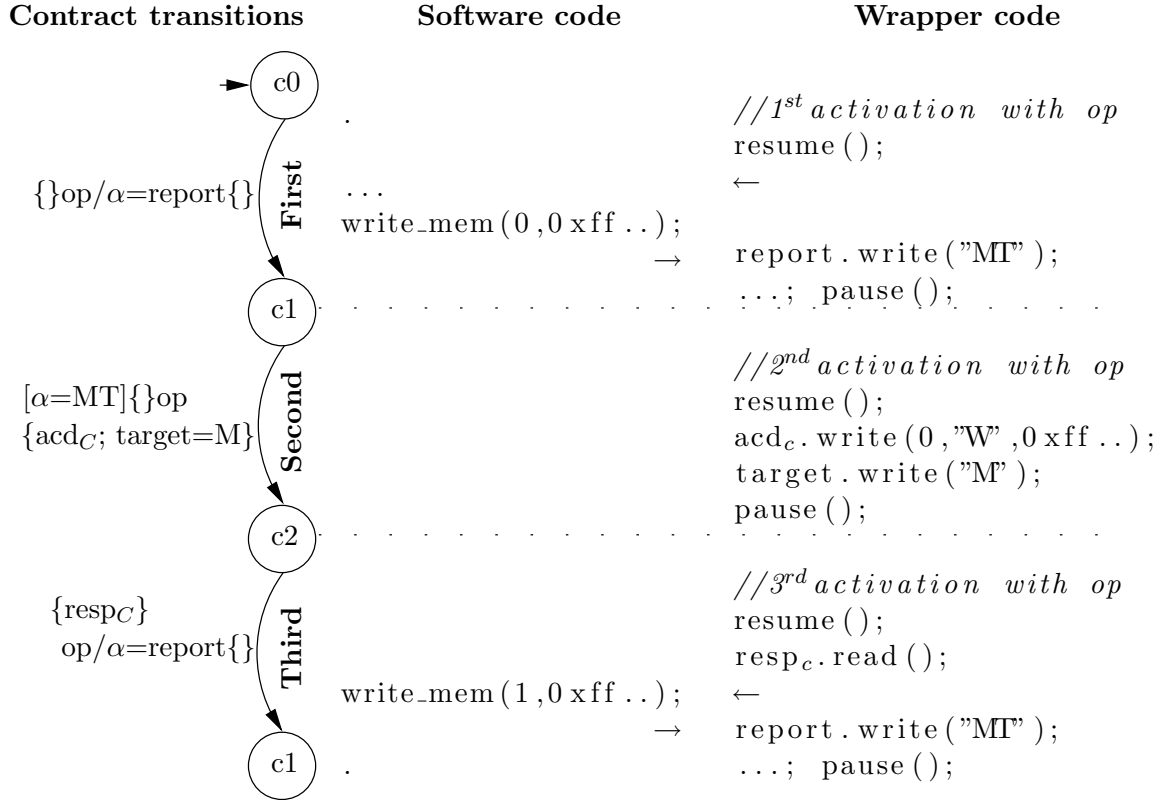 Contract transitions Software code Wrapper code
c0
. //1st activation with op
resume();
{}op/α=report{} First ... ←
write_mem(0,0xff..);
→ report.write("MT");
...; pause();
c1
//2nd activation with op
[α=MT]{}op resume();
{acdC; target=M} Second acdc.write(0,"W",0xff..);
target.write("M");
pause();
c2
//3rd activation with op
{respC} resume();
op/α=report{} Third respc.read();
write_mem(1,0xff..); ←
→ report.write("MT");
c1 . ...; pause();